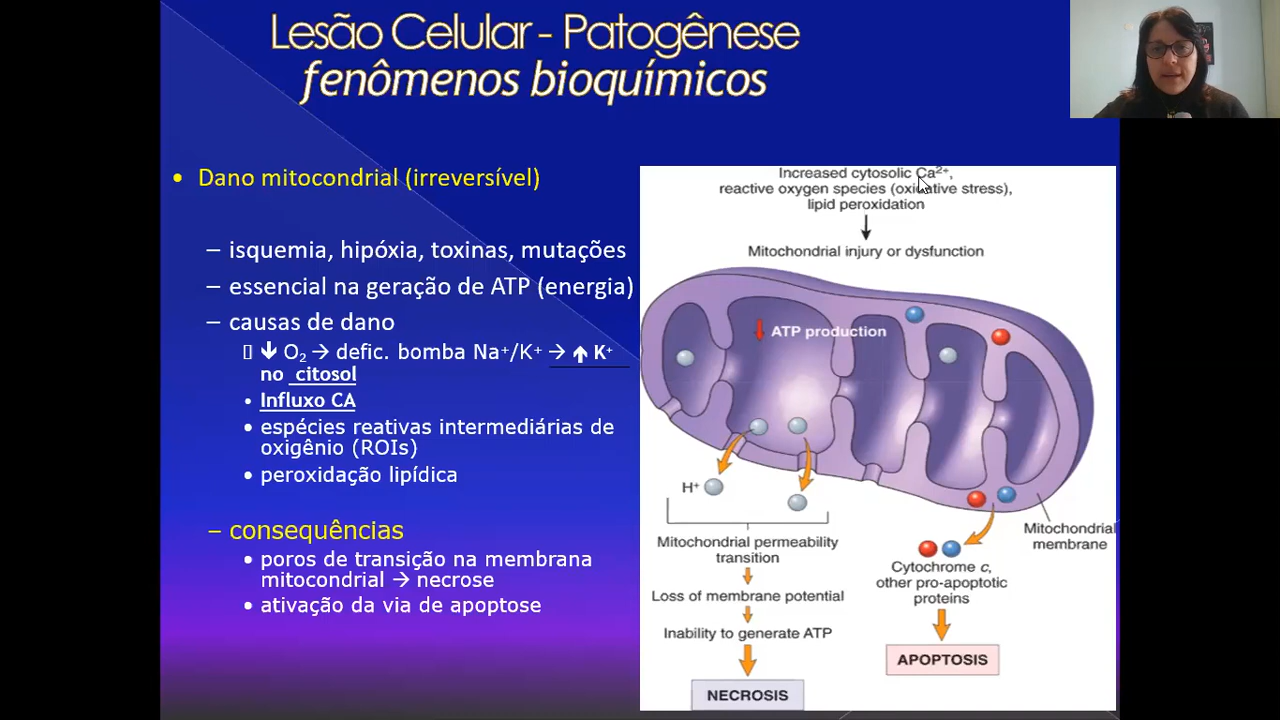 Lesão Celular - Patogênese
fenômenos bioquímicos
• Dano mitocondrial (irreversível)
– isquemia, hipóxia, toxinas, mutações
– essencial na geração de ATP (energia)
– causas de dano
🡻 O₂ → defic. bomba Na⁺/K⁺ → 🡹 K⁺
no citosol
• Influxo CA
• espécies reativas intermediárias de
oxigênio (ROIs)
• peroxidação lipídica
– consequências
• poros de transição na membrana
mitocondrial → necrose
• ativação da via de apoptose
Increased cytosolic Ca²⁺,
reactive oxygen species (oxidative stress),
lipid peroxidation
Mitochondrial injury or dysfunction
ATP production
H⁺
Mitochondrial permeability
transition
Loss of membrane potential
Inability to generate ATP
NECROSIS
Mitochondrial
membrane
Cytochrome c,
other pro-apoptotic
proteins
APOPTOSIS